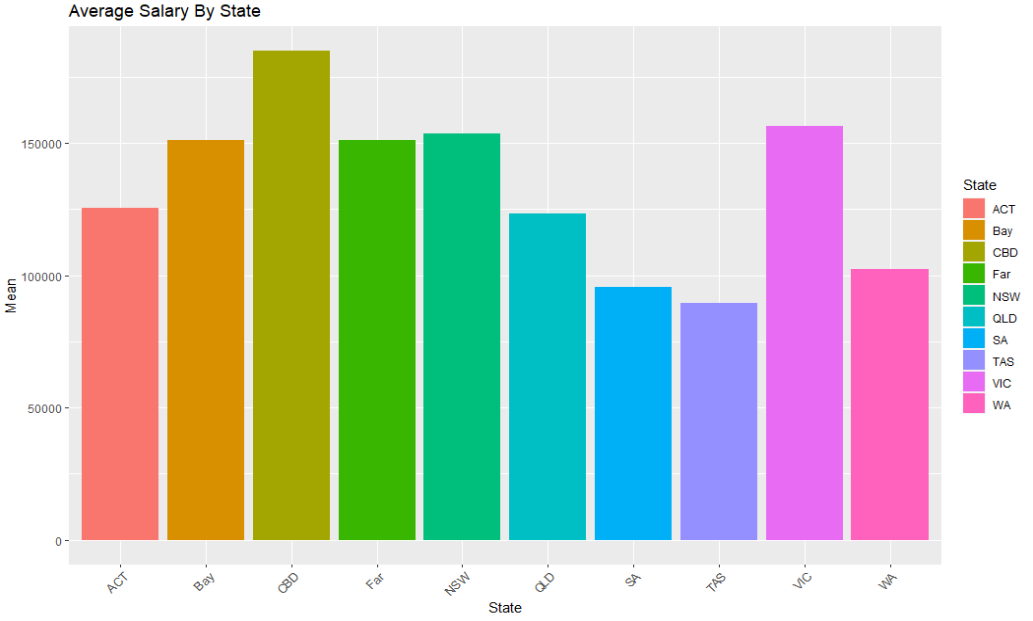 Average Salary By State
Mean
150000
100000
50000
0
ACT
Bay
CBD
Far
NSW
QLD
SA
TAS
VIC
WA
State
State
ACT
Bay
CBD
Far
NSW
QLD
SA
TAS
VIC
WA